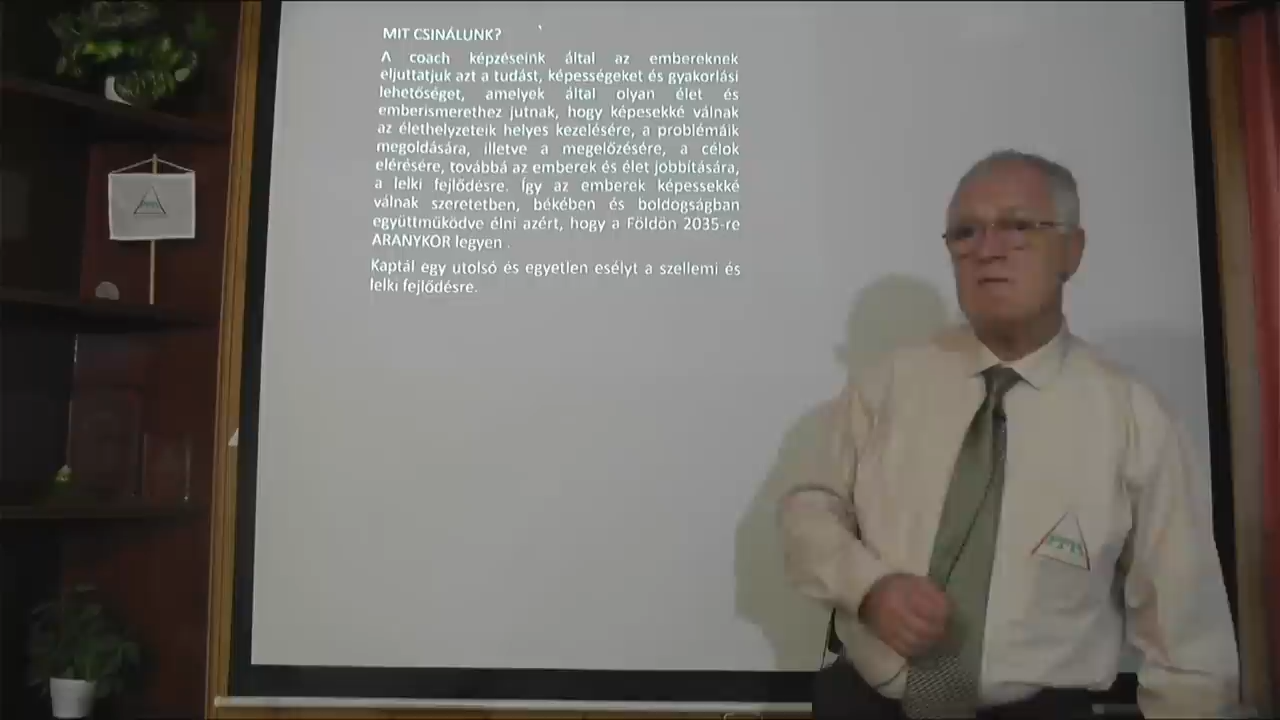 MIT CSINÁLUNK?
A coach képzéseink által az embereknek
eljuttatjuk azt a tudást, képességeket és gyakorlási
lehetőséget, amelyek által olyan élet és
emberismerethez jutnak, hogy képesekké válnak
az élethelyzeteik helyes kezelésére, a problémáik
megoldására, illetve a megelőzésére, a célok
elérésére, továbbá az emberek és élet jobbítására,
a lelki fejlődésre. Így az emberek képessekké
válnak szeretetben, békében és boldogságban
együttműködve élni azért, hogy a Földön 2035-re
ARANYKOR legyen .
Kaptál egy utolsó és egyetlen esélyt a szellemi és
lelki fejlődésre.